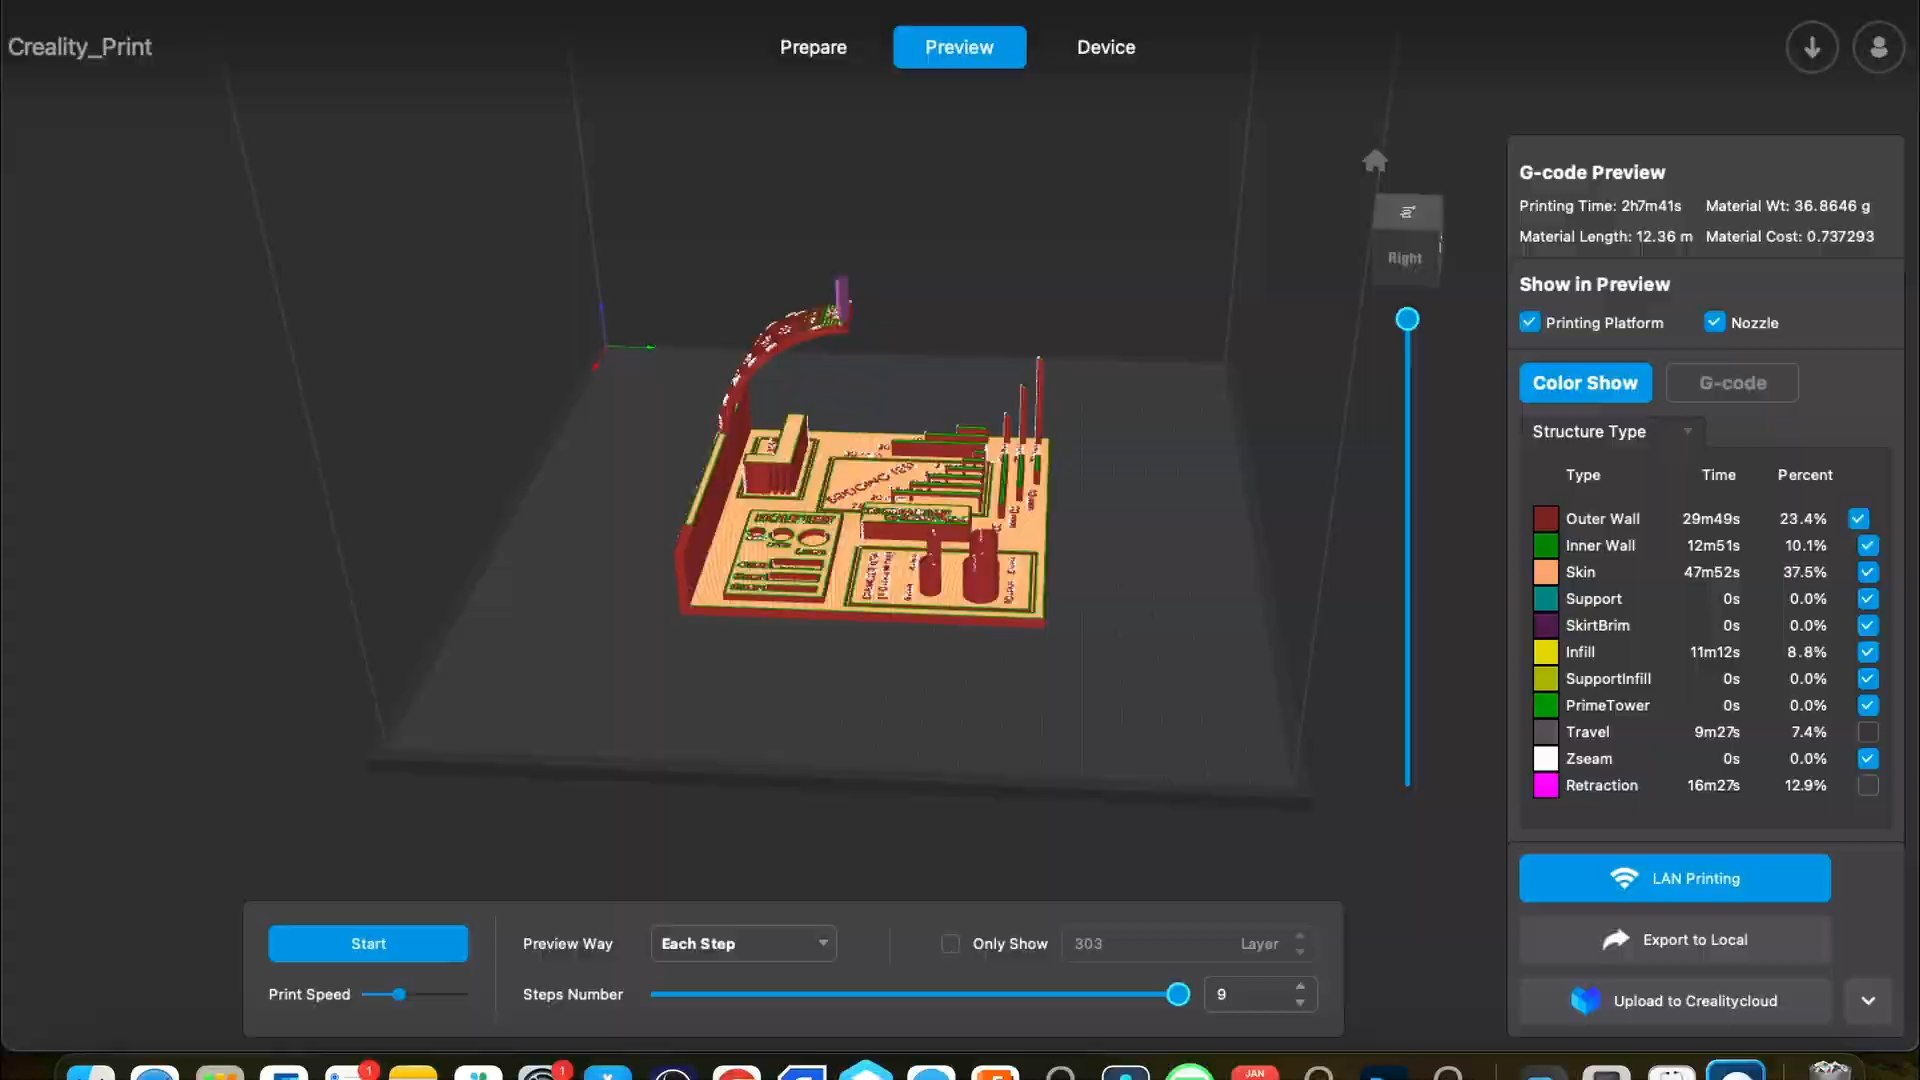 Creality_Print
Prepare
Preview
Device
Right
G-code Preview
Printing Time: 2h7m41s Material Wt: 36.8646 g
Material Length: 12.36 m Material Cost: 0.737293
Show in Preview
Printing Platform
Nozzle
Color Show
G-code
Structure Type
Type Time Percent
Outer Wall 29m49s 23.4%
Inner Wall 12m51s 10.1%
Skin 47m52s 37.5%
Support 0s 0.0%
SkirtBrim 0s 0.0%
Infill 11m12s 8.8%
SupportInfill 0s 0.0%
PrimeTower 0s 0.0%
Travel 9m27s 7.4%
Zseam 0s 0.0%
Retraction 16m27s 12.9%
LAN Printing
Export to Local
Upload to Crealitycloud
Start
Preview Way
Each Step
Only Show
303
Layer
Print Speed
Steps Number
9
1
1
JAN